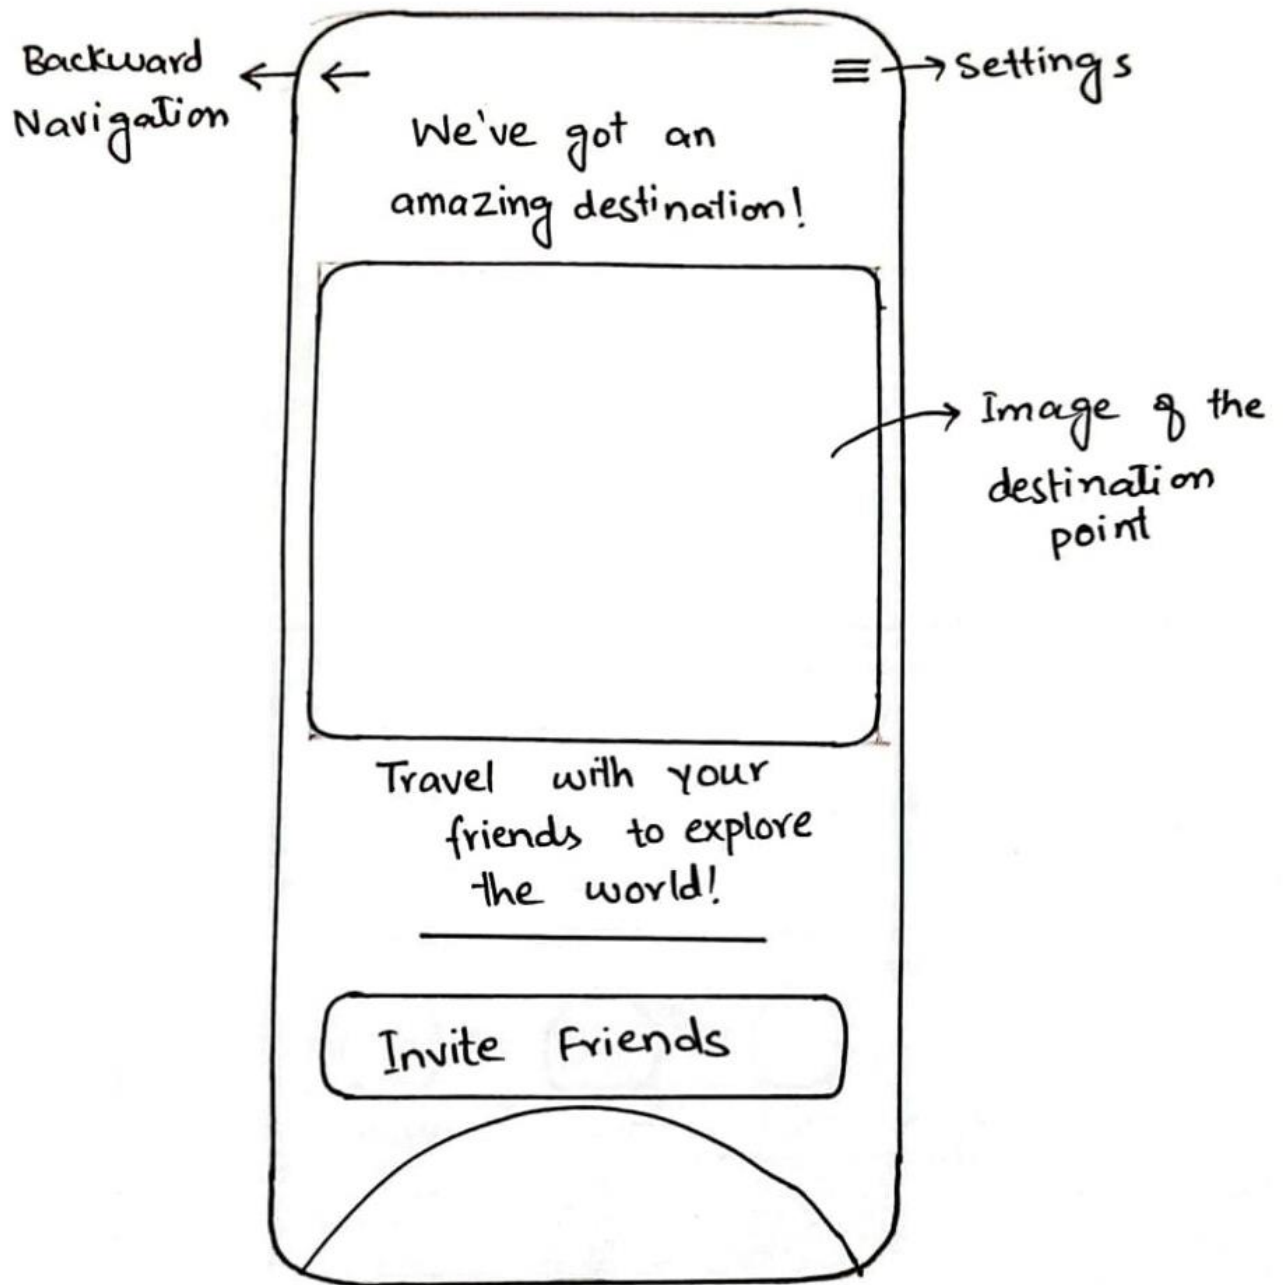 Backward
Navigation
Settings
We've got an
amazing destination!
Image of the
destination
point
Travel with your
friends to explore
the world!
Invite Friends